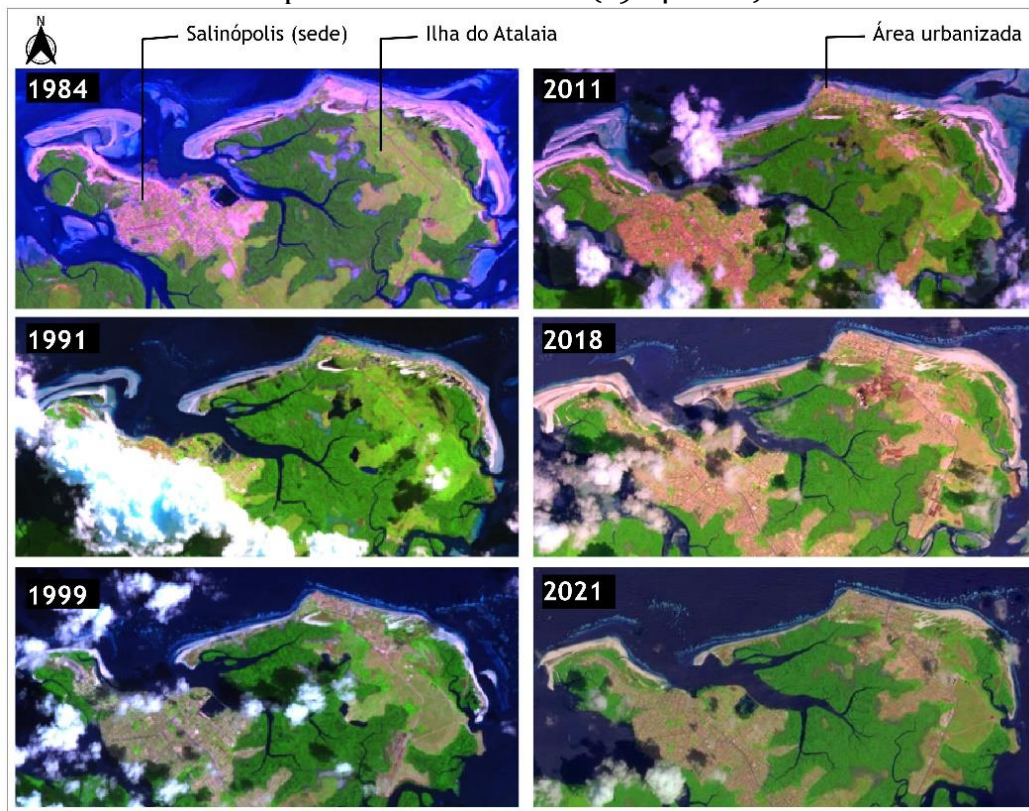 N
Salinópolis (sede)
Ilha do Atalaia
Área urbanizada
1984
2011
1991
2018
1999
2021